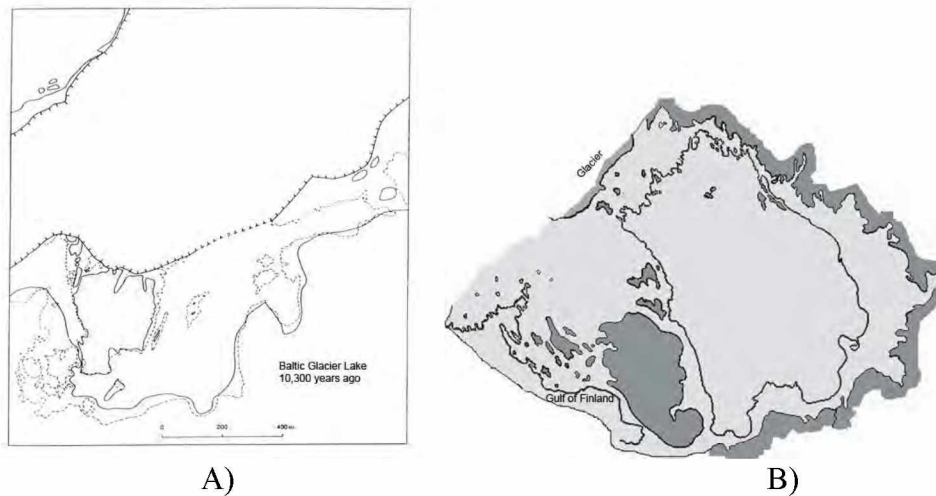 Baltic Glacier Lake
10,300 years ago
0 200 400
Glacier
Gulf of Finland
A) B)